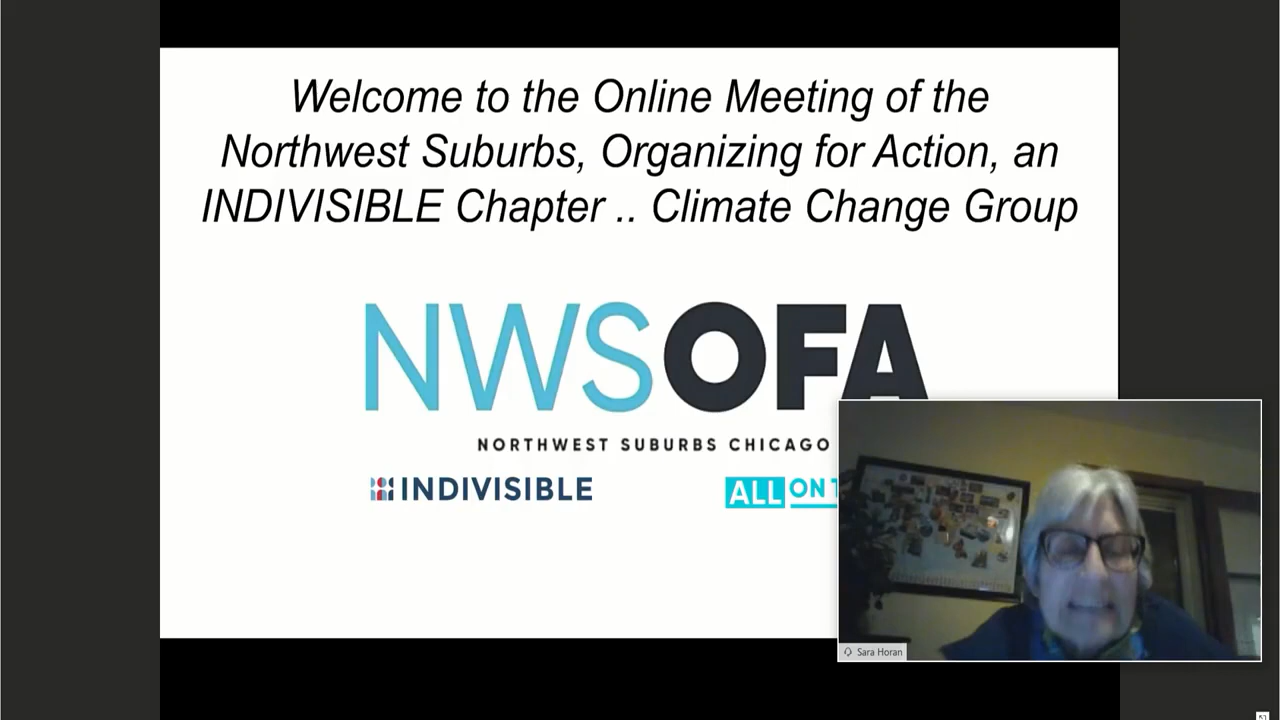 Welcome to the Online Meeting of the
Northwest Suburbs, Organizing for Action, an
INDIVISIBLE Chapter .. Climate Change Group
NWSOFA
NORTHWEST SUBURBS CHICAGO
INDIVISIBLE
ALL ON
Sara Horan